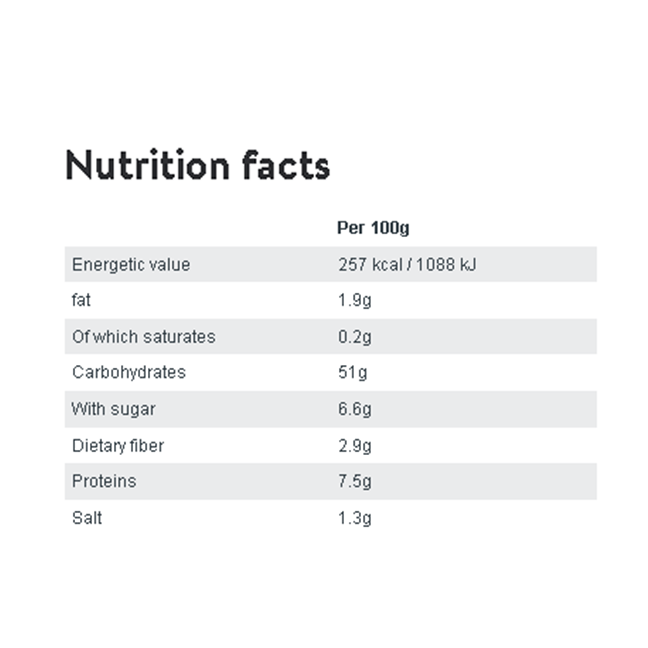 Nutrition facts
Per 100g
Energetic value 257 kcal / 1088 kJ
fat 1.9g
Of which saturates 0.2g
Carbohydrates 51g
With sugar 6.6g
Dietary fiber 2.9g
Proteins 7.5g
Salt 1.3g